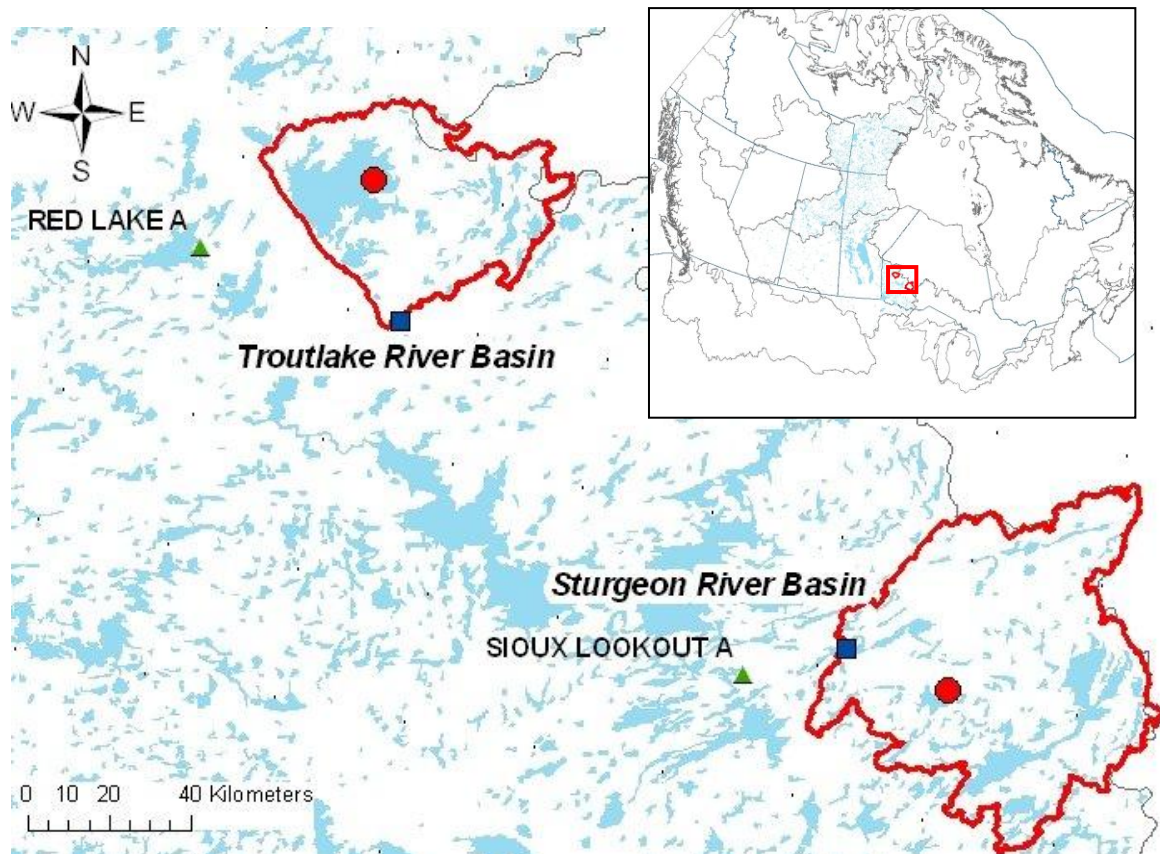 N
W E
S
RED LAKE A
Troutlake River Basin
Sturgeon River Basin
SIOUX LOOKOUT A
0 10 20 40 Kilometers